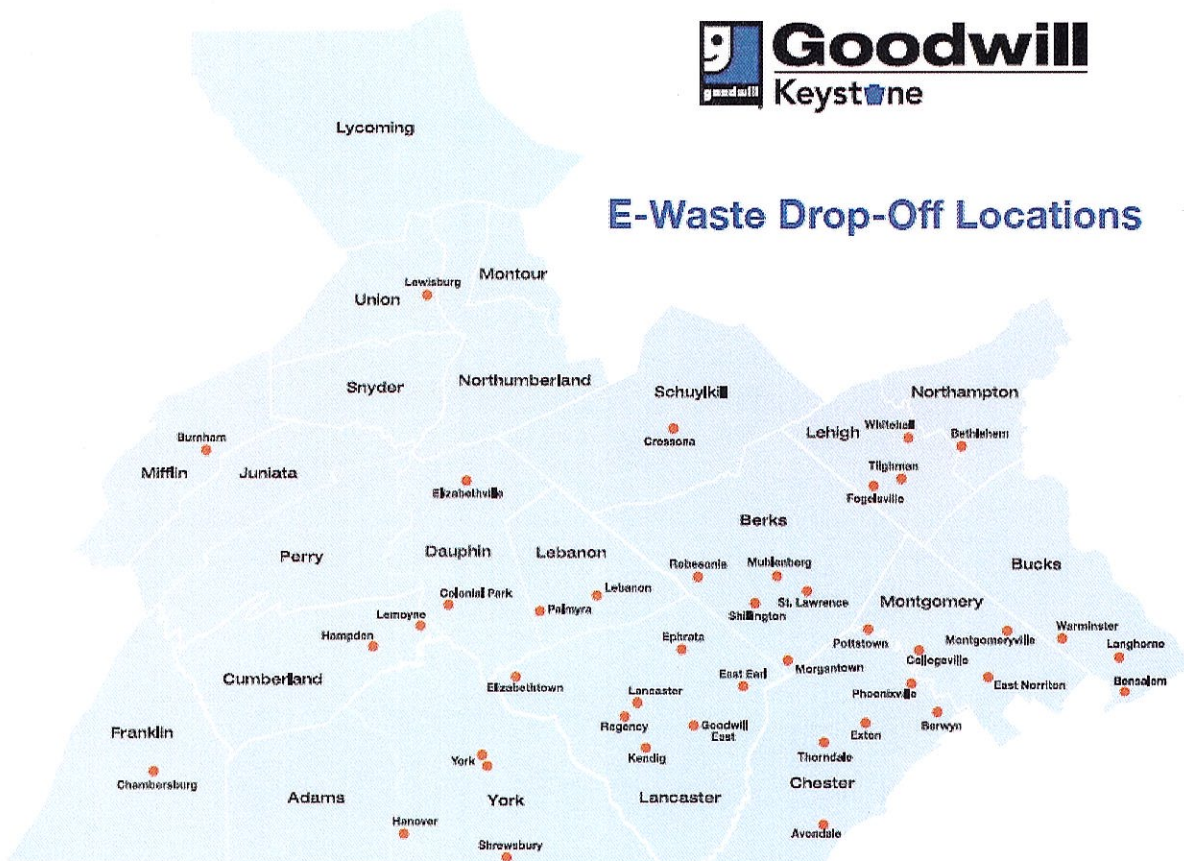 Goodwill
goodwill
Keystone
Lycoming
E-Waste Drop-Off Locations
Montour
Lewisburg
Union
Snyder
Northumberland
Schuylkill
Northampton
Burnham
Cressona
Lehigh
Whitehall
Bethlehem
Mifflin
Juniata
Tilghman
Elizabethville
Fogelsville
Berks
Perry
Dauphin
Lebanon
Robesonia
Muhlenberg
Bucks
Colonial Park
Lebanon
Palmyra
Shillington
St. Lawrence
Montgomery
Lemoyne
Hampden
Ephrata
Pottstown
Montgomeryville
Warminster
Langhorne
Collegeville
Morgantown
East Earl
Cumberland
Elizabethtown
Lancaster
Phoenixville
East Norriton
Bensalem
Regency
Goodwill
East
Berwyn
Exton
Franklin
Kendig
Thorndale
York
Chambersburg
Adams
York
Lancaster
Chester
Hanover
Shrewsbury
Avondale